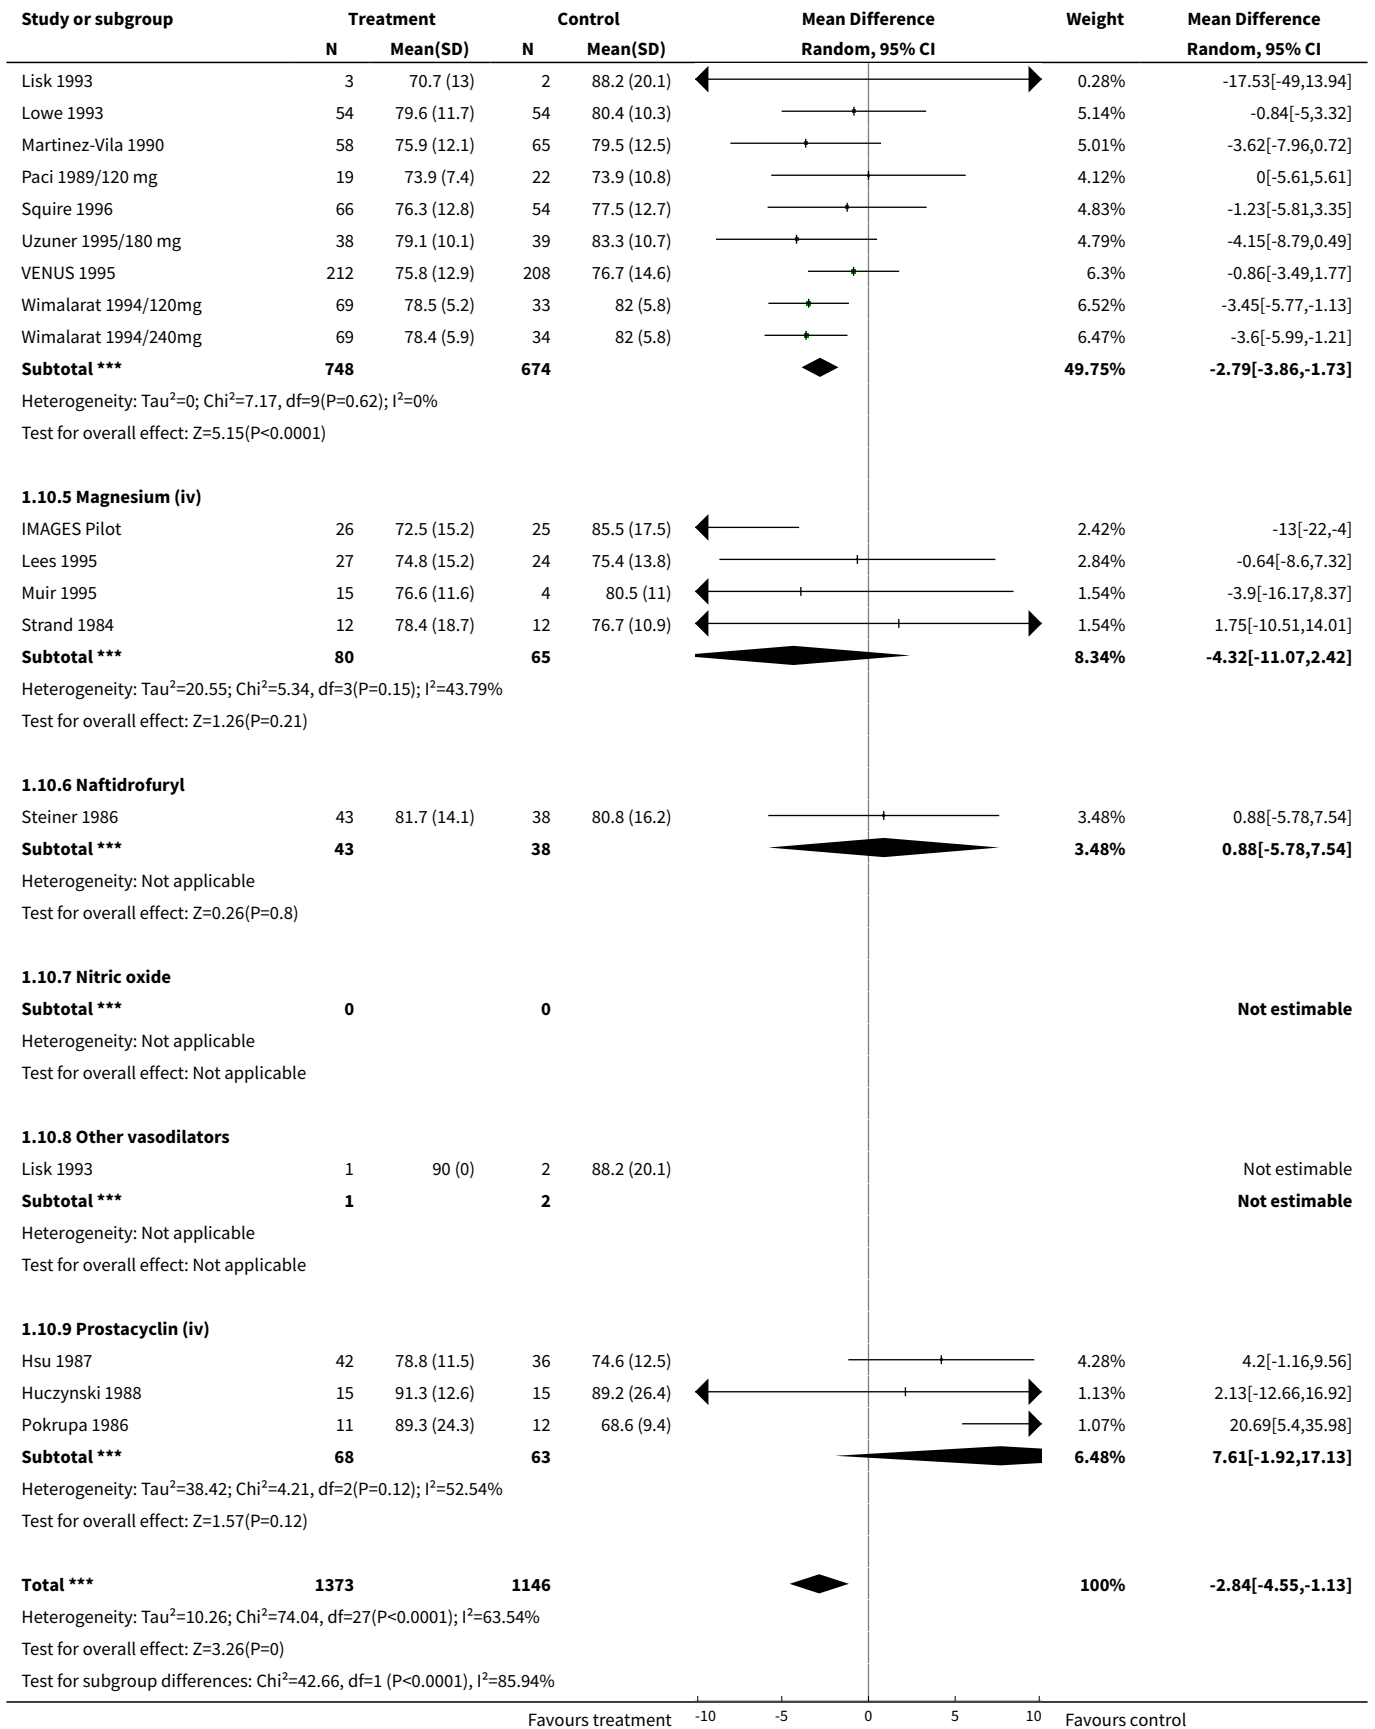 Study or subgroup Treatment Control Mean Difference Weight Mean Difference
N Mean(SD) N Mean(SD) Random, 95% CI Random, 95% CI
Lisk 1993 3 70.7 (13) 2 88.2 (20.1) 0.28% -17.53[-49,13.94]
Lowe 1993 54 79.6 (11.7) 54 80.4 (10.3) 5.14% -0.84[-5,3.32]
Martinez-Vila 1990 58 75.9 (12.1) 65 79.5 (12.5) 5.01% -3.62[-7.96,0.72]
Paci 1989/120 mg 19 73.9 (7.4) 22 73.9 (10.8) 4.12% 0[-5.61,5.61]
Squire 1996 66 76.3 (12.8) 54 77.5 (12.7) 4.83% -1.23[-5.81,3.35]
Uzuner 1995/180 mg 38 79.1 (10.1) 39 83.3 (10.7) 4.79% -4.15[-8.79,0.49]
VENUS 1995 212 75.8 (12.9) 208 76.7 (14.6) 6.3% -0.86[-3.49,1.77]
Wimalarat 1994/120mg 69 78.5 (5.2) 33 82 (5.8) 6.52% -3.45[-5.77,-1.13]
Wimalarat 1994/240mg 69 78.4 (5.9) 34 82 (5.8) 6.47% -3.6[-5.99,-1.21]
Subtotal *** 748 674 49.75% -2.79[-3.86,-1.73]
Heterogeneity: Tau²=0; Chi²=7.17, df=9(P=0.62); I²=0%
Test for overall effect: Z=5.15(P<0.0001)
1.10.5 Magnesium (iv)
IMAGES Pilot 26 72.5 (15.2) 25 85.5 (17.5) 2.42% -13[-22,-4]
Lees 1995 27 74.8 (15.2) 24 75.4 (13.8) 2.84% -0.64[-8.6,7.32]
Muir 1995 15 76.6 (11.6) 4 80.5 (11) 1.54% -3.9[-16.17,8.37]
Strand 1984 12 78.4 (18.7) 12 76.7 (10.9) 1.54% 1.75[-10.51,14.01]
Subtotal *** 80 65 8.34% -4.32[-11.07,2.42]
Heterogeneity: Tau²=20.55; Chi²=5.34, df=3(P=0.15); I²=43.79%
Test for overall effect: Z=1.26(P=0.21)
1.10.6 Naftidrofuryl
Steiner 1986 43 81.7 (14.1) 38 80.8 (16.2) 3.48% 0.88[-5.78,7.54]
Subtotal *** 43 38 3.48% 0.88[-5.78,7.54]
Heterogeneity: Not applicable
Test for overall effect: Z=0.26(P=0.8)
1.10.7 Nitric oxide
Subtotal *** 0 0 Not estimable
Heterogeneity: Not applicable
Test for overall effect: Not applicable
1.10.8 Other vasodilators
Lisk 1993 1 90 (0) 2 88.2 (20.1) Not estimable
Subtotal *** 1 2 Not estimable
Heterogeneity: Not applicable
Test for overall effect: Not applicable
1.10.9 Prostacyclin (iv)
Hsu 1987 42 78.8 (11.5) 36 74.6 (12.5) 4.28% 4.2[-1.16,9.56]
Huczynski 1988 15 91.3 (12.6) 15 89.2 (26.4) 1.13% 2.13[-12.66,16.92]
Pokrupa 1986 11 89.3 (24.3) 12 68.6 (9.4) 1.07% 20.69[5.4,35.98]
Subtotal *** 68 63 6.48% 7.61[-1.92,17.13]
Heterogeneity: Tau²=38.42; Chi²=4.21, df=2(P=0.12); I²=52.54%
Test for overall effect: Z=1.57(P=0.12)
Total *** 1373 1146 100% -2.84[-4.55,-1.13]
Heterogeneity: Tau²=10.26; Chi²=74.04, df=27(P<0.0001); I²=63.54%
Test for overall effect: Z=3.26(P=0)
Test for subgroup differences: Chi²=42.66, df=1 (P<0.0001), I²=85.94%
Favours treatment -10 -5 0 5 10 Favours control